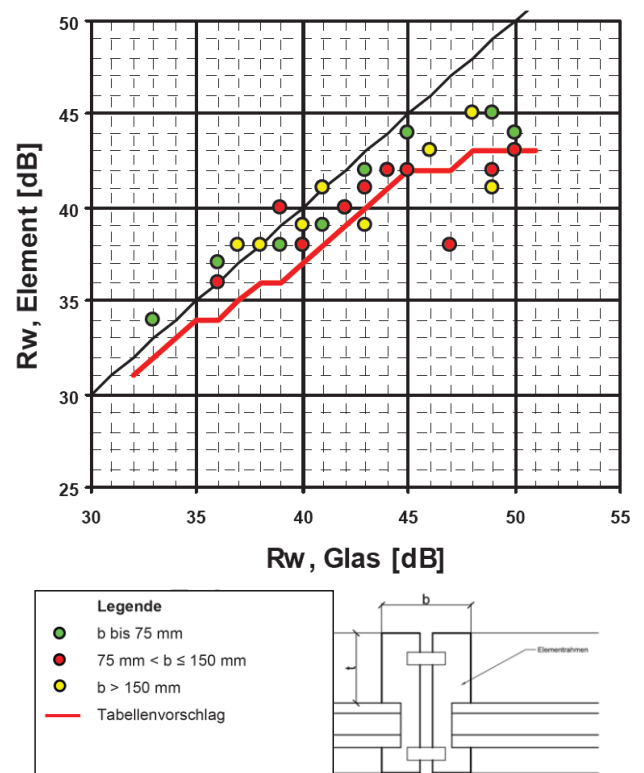 50
45
40
35
30
25
Rw, Element [dB]
30 35 40 45 50 55
Rw, Glas [dB]
Legende
b bis 75 mm
75 mm < b ≤ 150 mm
b > 150 mm
Tabellenvorschlag
b
t
Elementrahmen